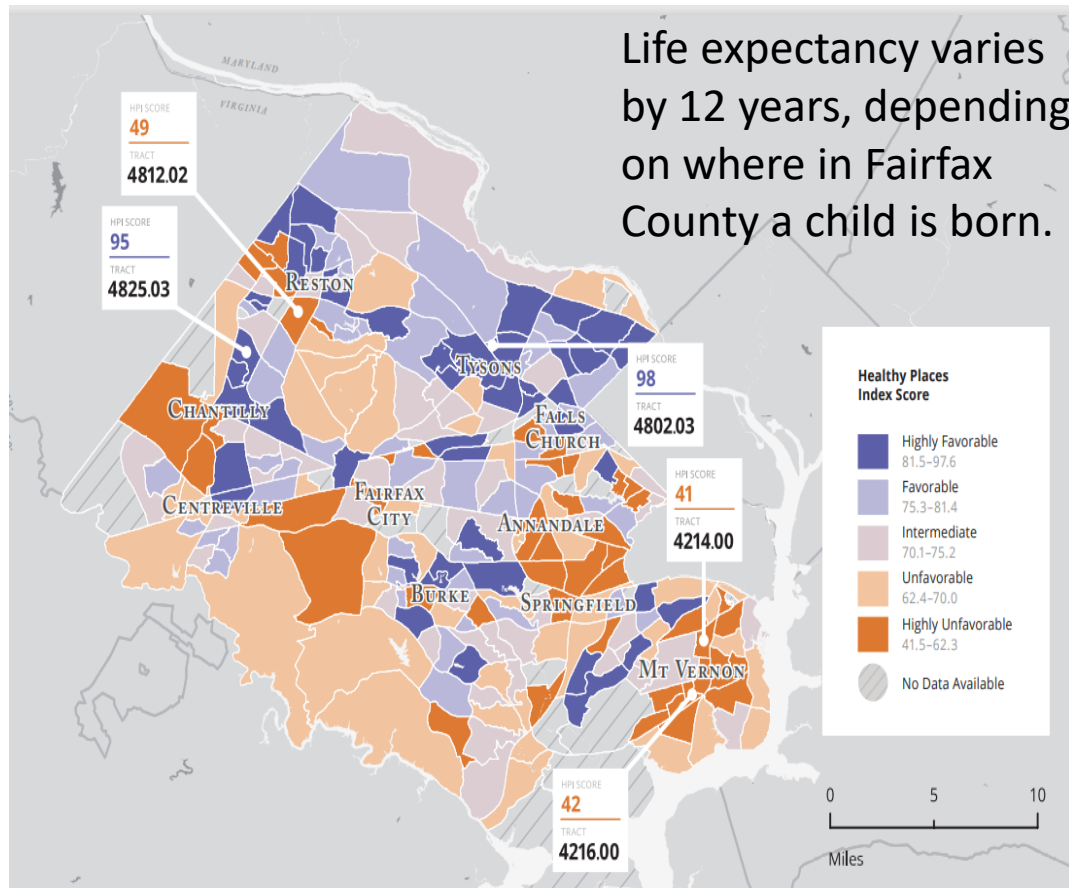 Life expectancy varies
by 12 years, depending
on where in Fairfax
County a child is born.
MARYLAND
VIRGINIA
HPI SCORE
49
TRACT
4812.02
HPI SCORE
95
TRACT
4825.03
RESTON
TYSONS
HPI SCORE
98
TRACT
4802.03
CHANTILLY
FALLS
CHURCH
CENTREVILLE
FAIRFAX
CITY
ANNANDALE
HPI SCORE
41
TRACT
4214.00
BURKE
SPRINGFIELD
MT VERNON
HPI SCORE
42
TRACT
4216.00
Healthy Places
Index Score
Highly Favorable
81.5–97.6
Favorable
75.3–81.4
Intermediate
70.1–75.2
Unfavorable
62.4–70.0
Highly Unfavorable
41.5–62.3
No Data Available
0 5 10
Miles